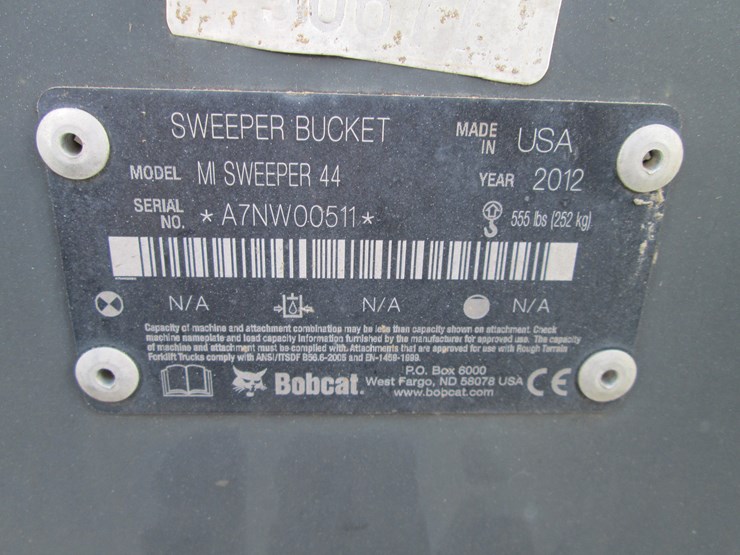 SWEEPER BUCKET
MADE IN USA
MODEL MI SWEEPER 44
YEAR 2012
SERIAL NO. *A7NW00511*
555 lbs (252 kg)
N/A N/A N/A
Capacity of machine and attachment combination may be less than capacity shown on attachment. Check
machine nameplate and load capacity information furnished by the manufacturer for approved use. The capacity
of machine and attachment must be complied with. Attachments that are approved for use with Rough Terrain
Forklift Trucks comply with ANSI/ITSDF B56.6-2005 and EN-1459-1999.
Bobcat.
P.O. Box 6000
West Fargo, ND 58078 USA
www.bobcat.com
CE